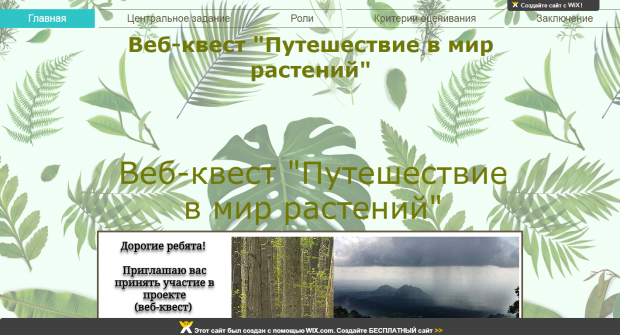 Создайте сайт с WiX!
Главная Центральное задание Роли Критерии оценивания Заключение
Веб-квест "Путешествие в мир
растений"
Веб-квест "Путешествие
в мир растений"
Дорогие ребята!
Приглашаю вас
принять участие в
проекте
(веб-квест)
Этот сайт был создан с помощью WIX.com. Создайте БЕСПЛАТНЫЙ сайт >>